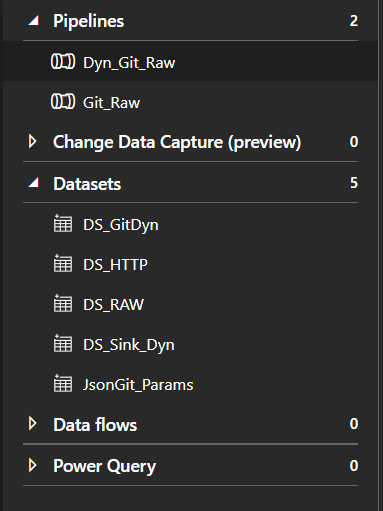 Pipelines 2
Dyn_Git_Raw
Git_Raw
Change Data Capture (preview) 0
Datasets 5
DS_GitDyn
DS_HTTP
DS_RAW
DS_Sink_Dyn
JsonGit_Params
Data flows 0
Power Query 0